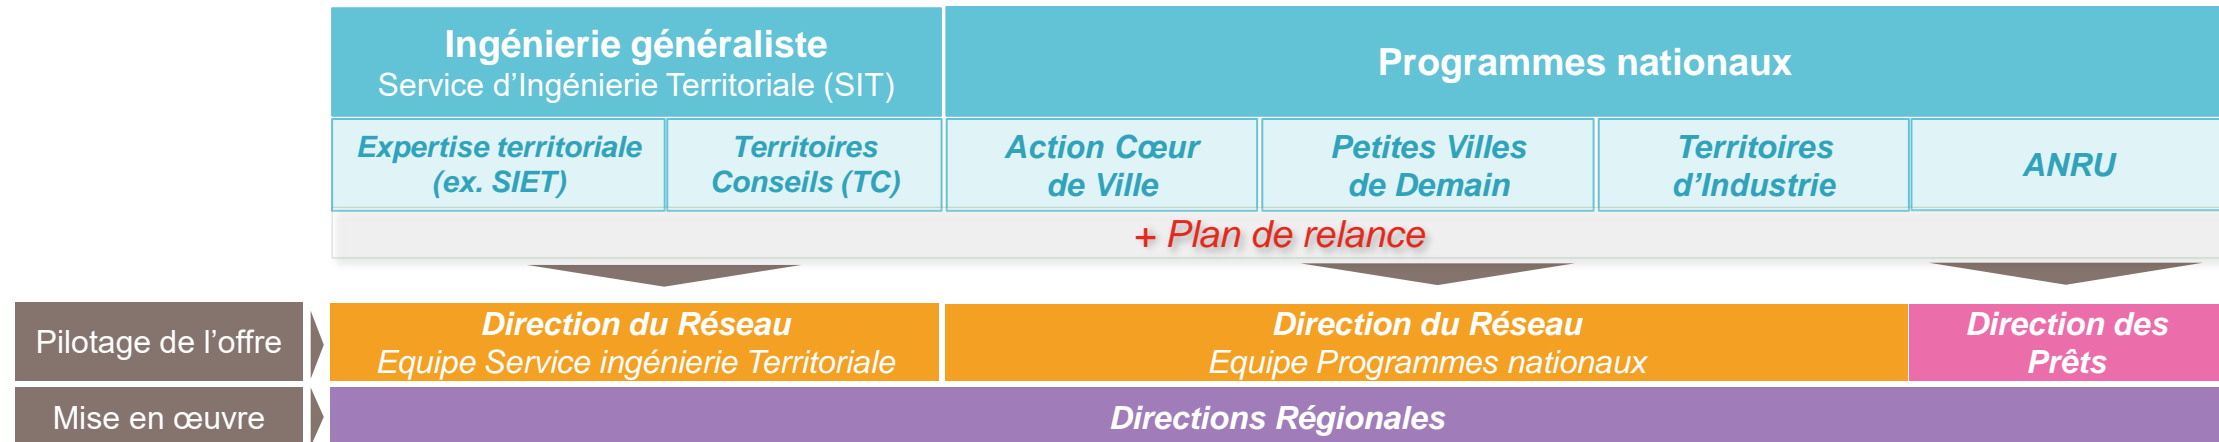 Ingénierie généraliste
Service d'Ingénierie Territoriale (SIT)
Programmes nationaux
Expertise territoriale
(ex. SIET)
Territoires
Conseils (TC)
Action Cœur
de Ville
Petites Villes
de Demain
Territoires
d'Industrie
ANRU
+ Plan de relance
Pilotage de l'offre
Direction du Réseau
Equipe Service ingénierie Territoriale
Direction du Réseau
Equipe Programmes nationaux
Direction des
Prêts
Mise en œuvre
Directions Régionales